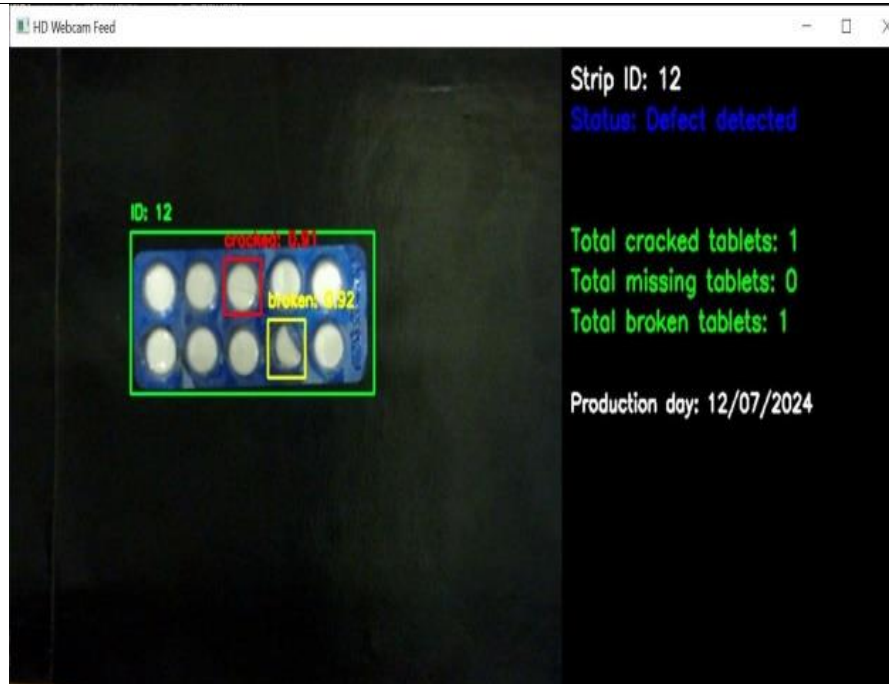 HD Webcam Feed
Strip ID: 12
Status: Defect detected
ID: 12
cracked: 0.91
broken: 0.92
Total cracked tablets: 1
Total missing tablets: 0
Total broken tablets: 1
Production day: 12/07/2024